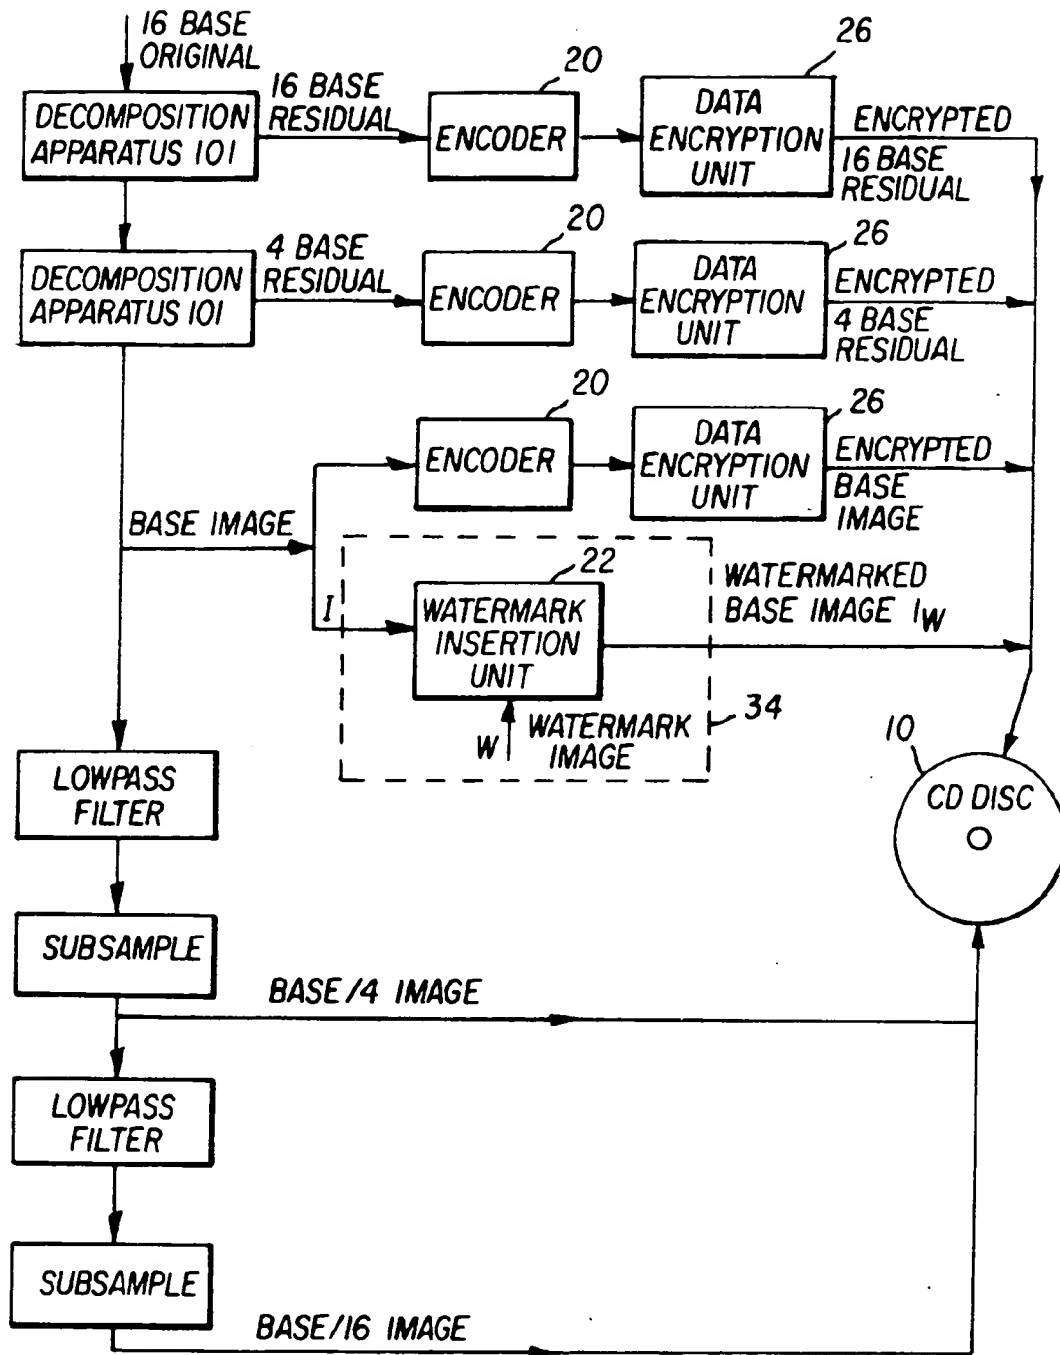 16 BASE
ORIGINAL
DECOMPOSITION
APPARATUS 101
16 BASE
RESIDUAL
20
ENCODER
26
DATA
ENCRYPTION
UNIT
ENCRYPTED
16 BASE
RESIDUAL
DECOMPOSITION
APPARATUS 101
4 BASE
RESIDUAL
20
ENCODER
26
DATA
ENCRYPTION
UNIT
ENCRYPTED
4 BASE
RESIDUAL
20
ENCODER
26
DATA
ENCRYPTION
UNIT
ENCRYPTED
BASE
IMAGE
BASE IMAGE
I
22
WATERMARK
INSERTION
UNIT
WATERMARKED
BASE IMAGE IW
W
WATERMARK
IMAGE
34
10
CD DISC
LOWPASS
FILTER
SUBSAMPLE
BASE/4 IMAGE
LOWPASS
FILTER
SUBSAMPLE
BASE/16 IMAGE